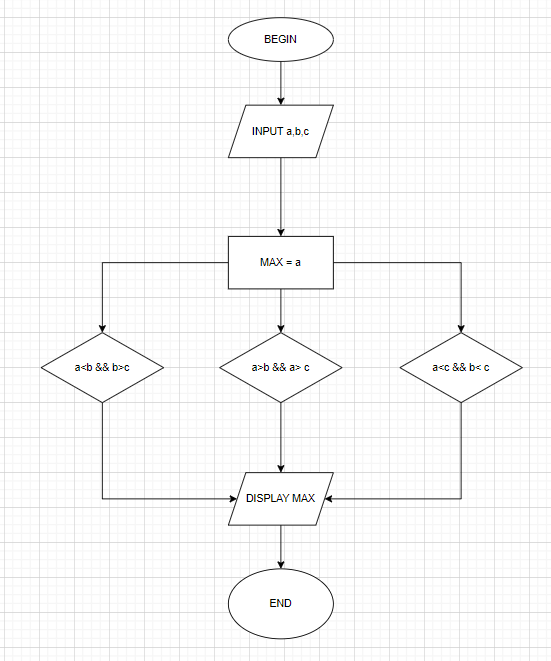 BEGIN
INPUT a,b,c
MAX = a
a<b && b>c
a>b && a> c
a<c && b< c
DISPLAY MAX
END